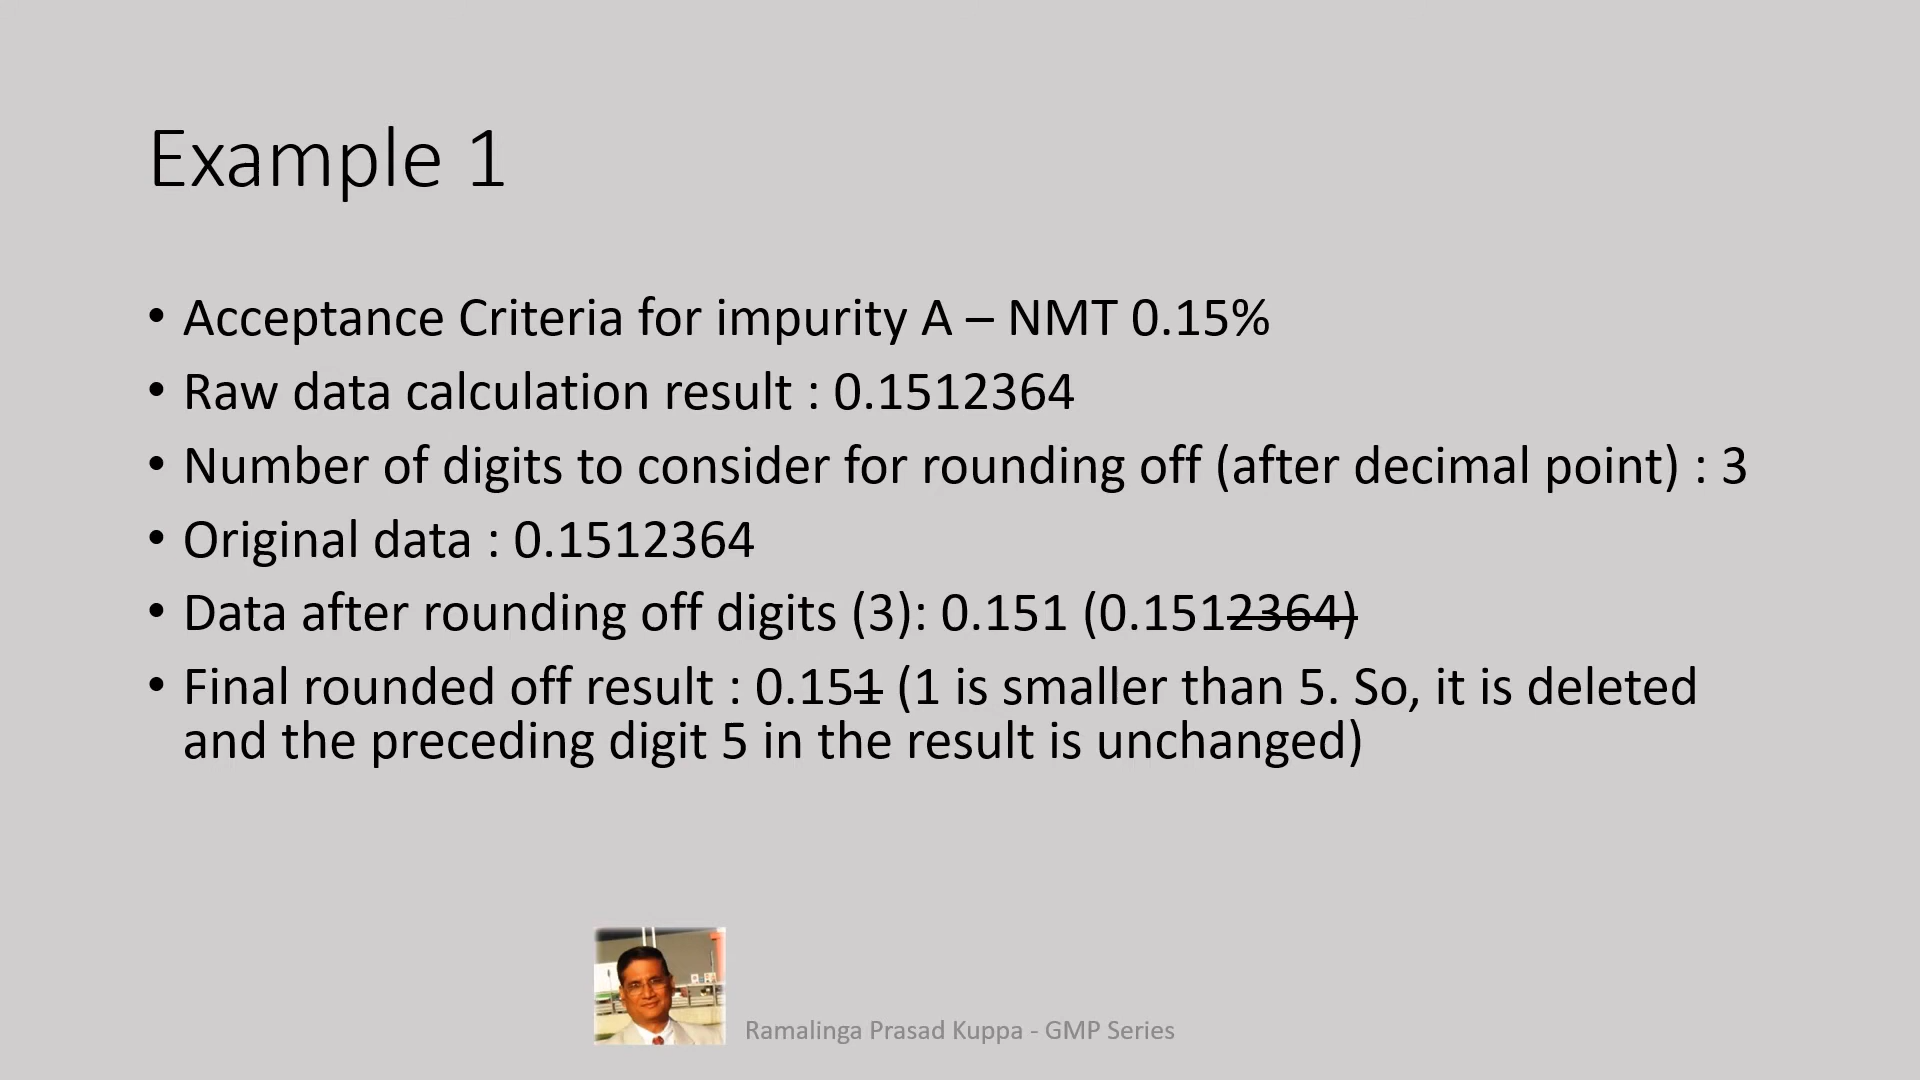 Example 1
• Acceptance Criteria for impurity A – NMT 0.15%
• Raw data calculation result : 0.1512364
• Number of digits to consider for rounding off (after decimal point) : 3
• Original data : 0.1512364
• Data after rounding off digits (3): 0.151 (0.1512364)
• Final rounded off result : 0.151 (1 is smaller than 5. So, it is deleted
and the preceding digit 5 in the result is unchanged)
Ramalinga Prasad Kuppa - GMP Series